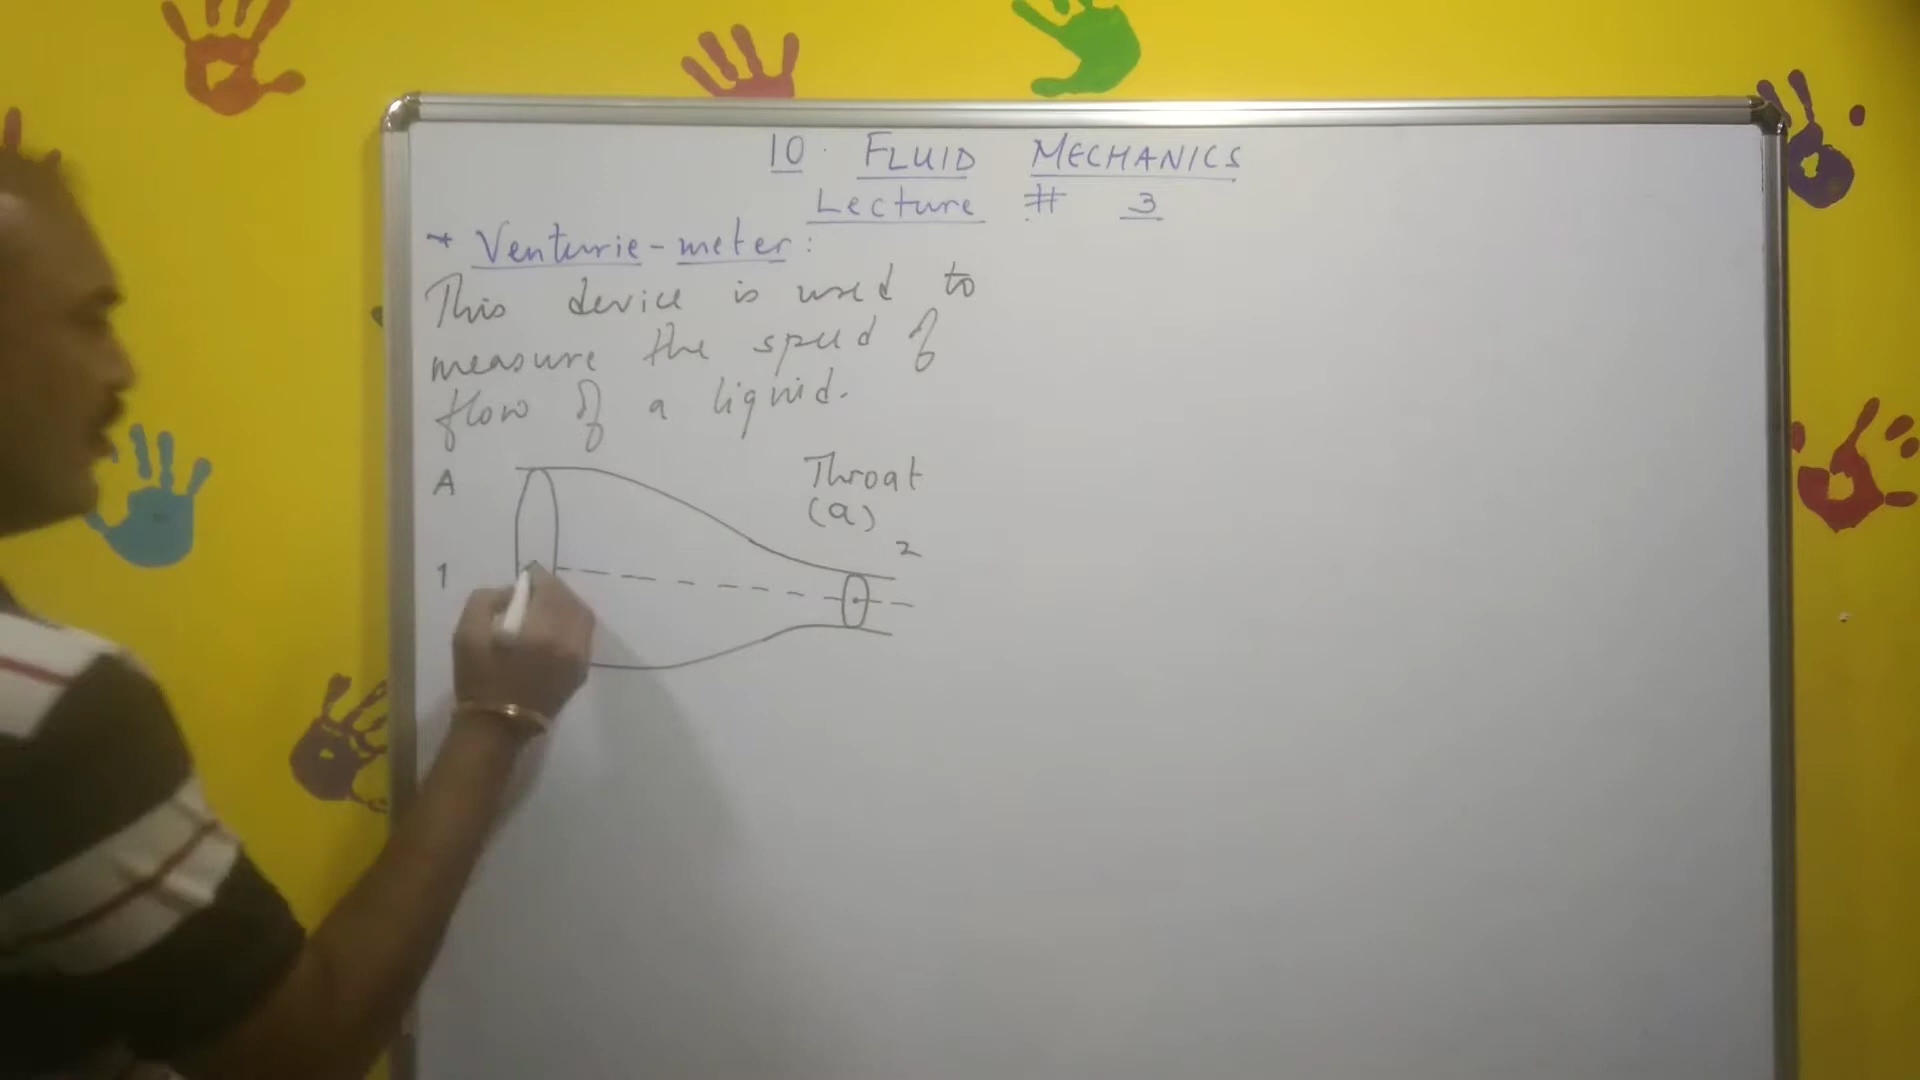 10. FLUID MECHANICS
Lecture # 3
* Venturie-meter:
This device is used to
measure the speed of
flow of a liquid.
A
Throat
(a)
2
1